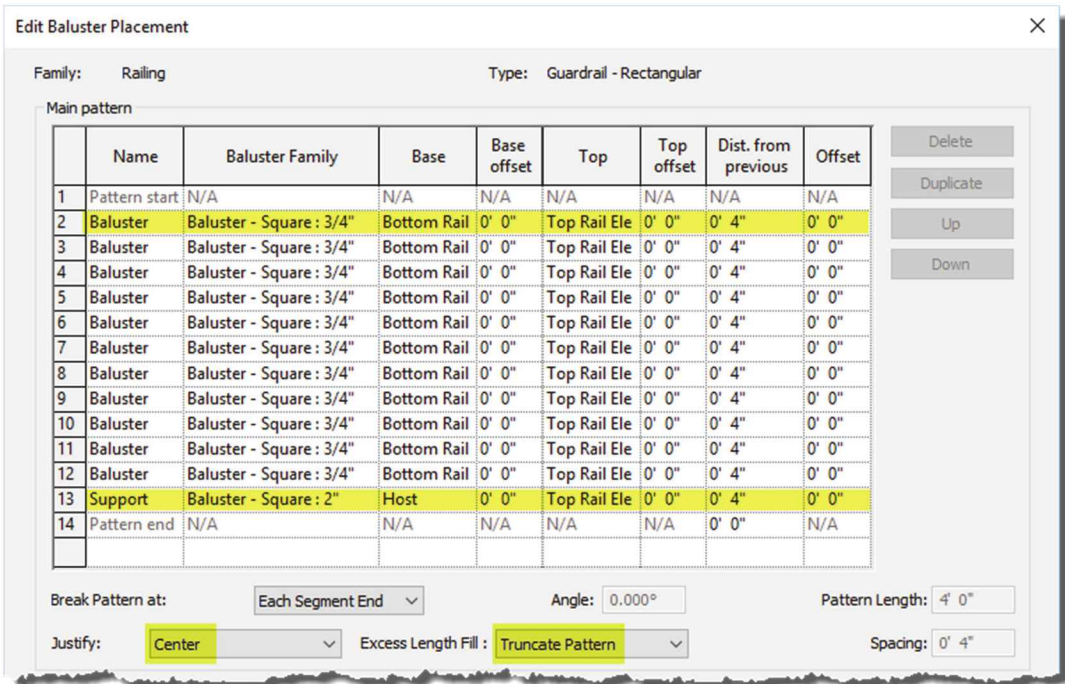 Edit Baluster Placement
Family: Railing Type: Guardrail - Rectangular
Main pattern
Name Baluster Family Base Base offset Top Top offset Dist. from previous Offset
1 Pattern start N/A N/A N/A N/A N/A N/A N/A
2 Baluster Baluster - Square : 3/4" Bottom Rail 0' 0" Top Rail Ele 0' 0" 0' 4" 0' 0"
3 Baluster Baluster - Square : 3/4" Bottom Rail 0' 0" Top Rail Ele 0' 0" 0' 4" 0' 0"
4 Baluster Baluster - Square : 3/4" Bottom Rail 0' 0" Top Rail Ele 0' 0" 0' 4" 0' 0"
5 Baluster Baluster - Square : 3/4" Bottom Rail 0' 0" Top Rail Ele 0' 0" 0' 4" 0' 0"
6 Baluster Baluster - Square : 3/4" Bottom Rail 0' 0" Top Rail Ele 0' 0" 0' 4" 0' 0"
7 Baluster Baluster - Square : 3/4" Bottom Rail 0' 0" Top Rail Ele 0' 0" 0' 4" 0' 0"
8 Baluster Baluster - Square : 3/4" Bottom Rail 0' 0" Top Rail Ele 0' 0" 0' 4" 0' 0"
9 Baluster Baluster - Square : 3/4" Bottom Rail 0' 0" Top Rail Ele 0' 0" 0' 4" 0' 0"
10 Baluster Baluster - Square : 3/4" Bottom Rail 0' 0" Top Rail Ele 0' 0" 0' 4" 0' 0"
11 Baluster Baluster - Square : 3/4" Bottom Rail 0' 0" Top Rail Ele 0' 0" 0' 4" 0' 0"
12 Baluster Baluster - Square : 3/4" Bottom Rail 0' 0" Top Rail Ele 0' 0" 0' 4" 0' 0"
13 Support Baluster - Square : 2" Host 0' 0" Top Rail Ele 0' 0" 0' 4" 0' 0"
14 Pattern end N/A N/A N/A N/A N/A 0' 0" N/A
Delete
Duplicate
Up
Down
Break Pattern at: Each Segment End Angle: 0.000° Pattern Length: 4' 0"
Justify: Center Excess Length Fill : Truncate Pattern Spacing: 0' 4"